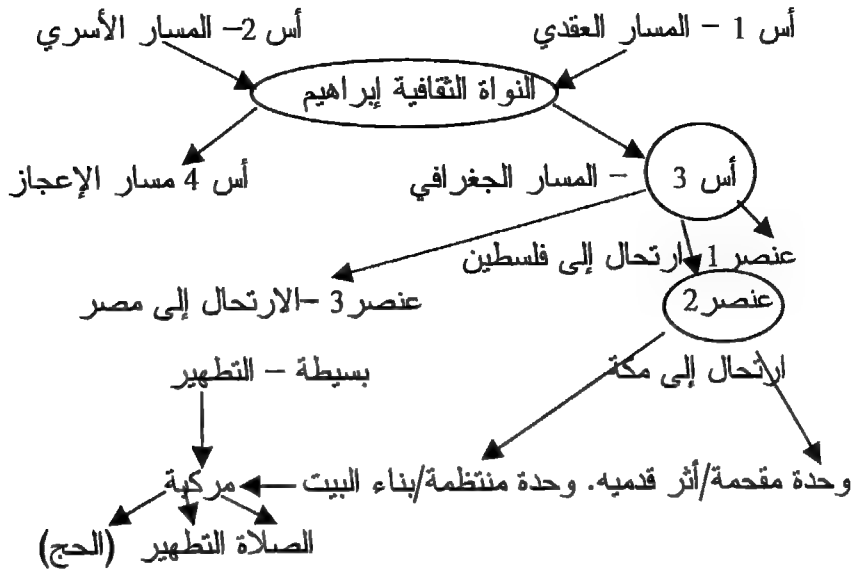 أس 1 – المسار العقدي
أس 2– المسار الأسري
النواة الثقافية إبراهيم
أس 3 – المسار الجغرافي
أس 4 مسار الإعجاز
عنصر 1 ارتحال إلى فلسطين
عنصر2
عنصر 3 –الارتحال إلى مصر
ارتحال إلى مكة
بسيطة – التطهير
وحدة مقحمة/أثر قدميه. وحدة منتظمة/بناء البيت
مركبة
الصلاة التطهير (الحج)